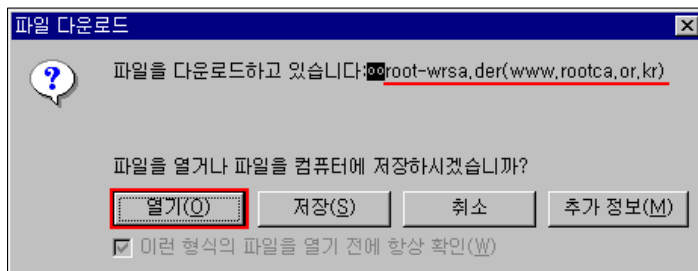 파일 다운로드
파일을 다운로드하고 있습니다:root-wrsa.der(www.rootca.or.kr)
파일을 열거나 파일을 컴퓨터에 저장하시겠습니까?
열기(O) 저장(S) 취소 추가 정보(M)
이런 형식의 파일을 열기 전에 항상 확인(W)